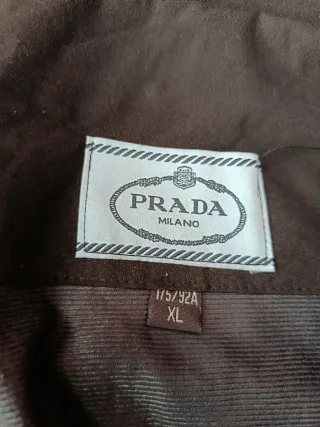 PRADA
MILANO
175/92A
XL